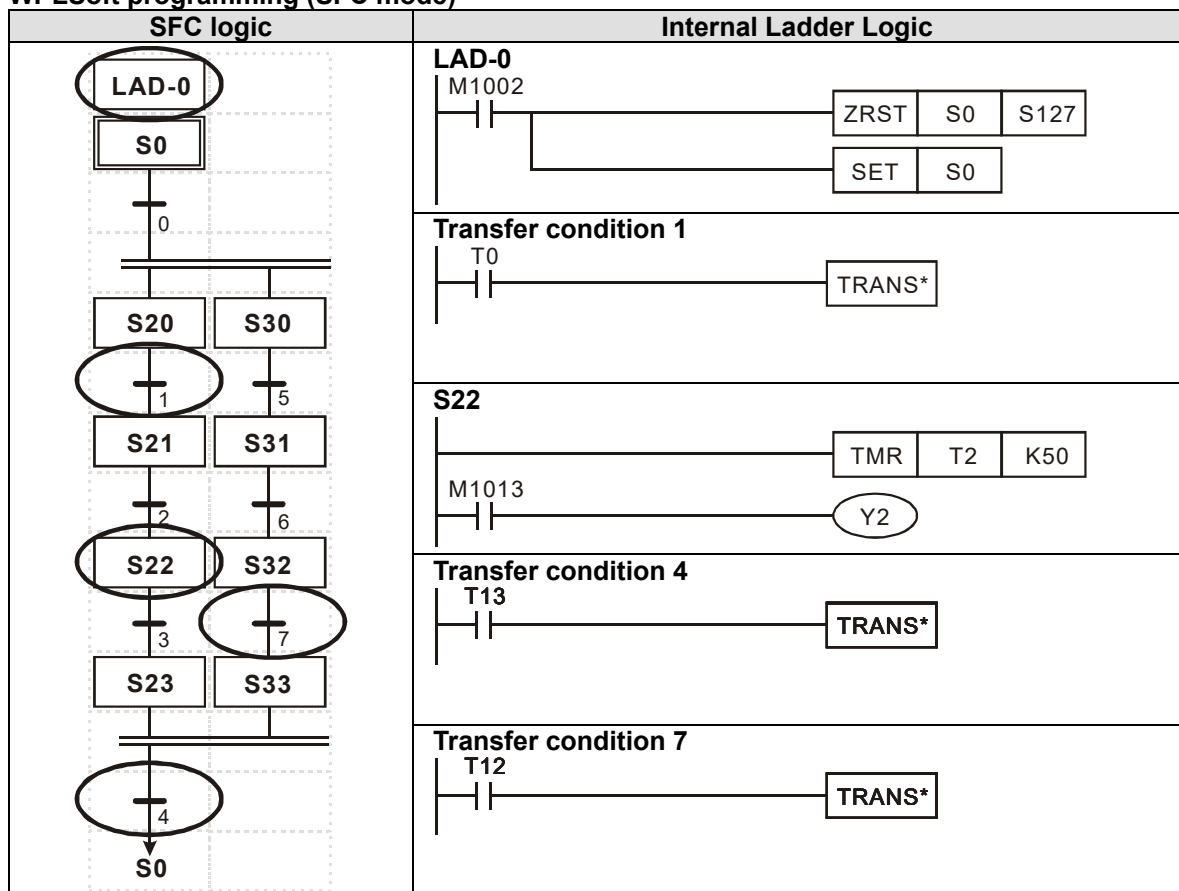 WPLSoft programming (SFC mode)
SFC logic
Internal Ladder Logic
LAD-0
S0
0
S20 S30
1 5
S21 S31
2 6
S22 S32
3 7
S23 S33
4
S0
LAD-0
M1002
ZRST S0 S127
SET S0
Transfer condition 1
T0
TRANS*
S22
TMR T2 K50
M1013
Y2
Transfer condition 4
T13
TRANS*
Transfer condition 7
T12
TRANS*